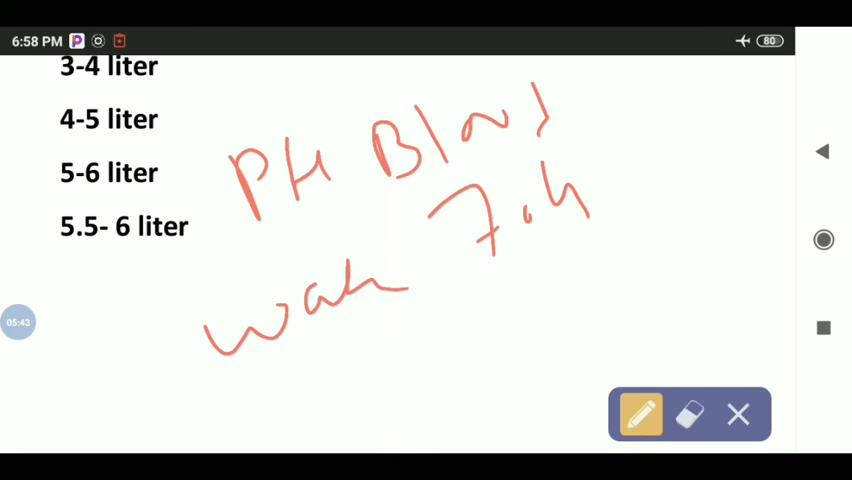 6:58 PM P 80
3-4 liter
4-5 liter
5-6 liter
5.5- 6 liter
PH Blood
7.4
05:43